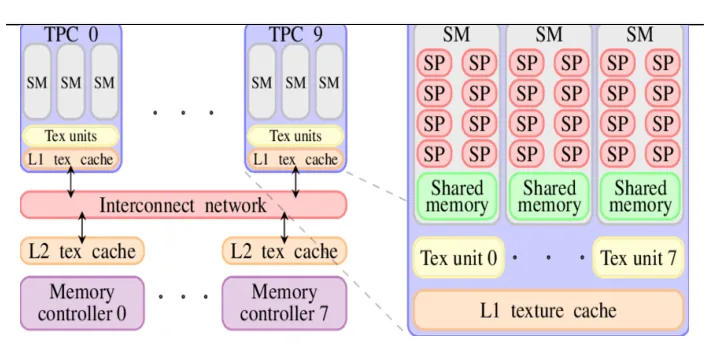 TPC 0
SM SM SM
Tex units
L1 tex cache
TPC 9
SM SM SM
Tex units
L1 tex cache
Interconnect network
L2 tex cache
L2 tex cache
Memory
controller 0
Memory
controller 7
SM SM SM
SP SP SP SP SP SP
SP SP SP SP SP SP
SP SP SP SP SP SP
SP SP SP SP SP SP
Shared
memory
Shared
memory
Shared
memory
Tex unit 0
Tex unit 7
L1 texture cache